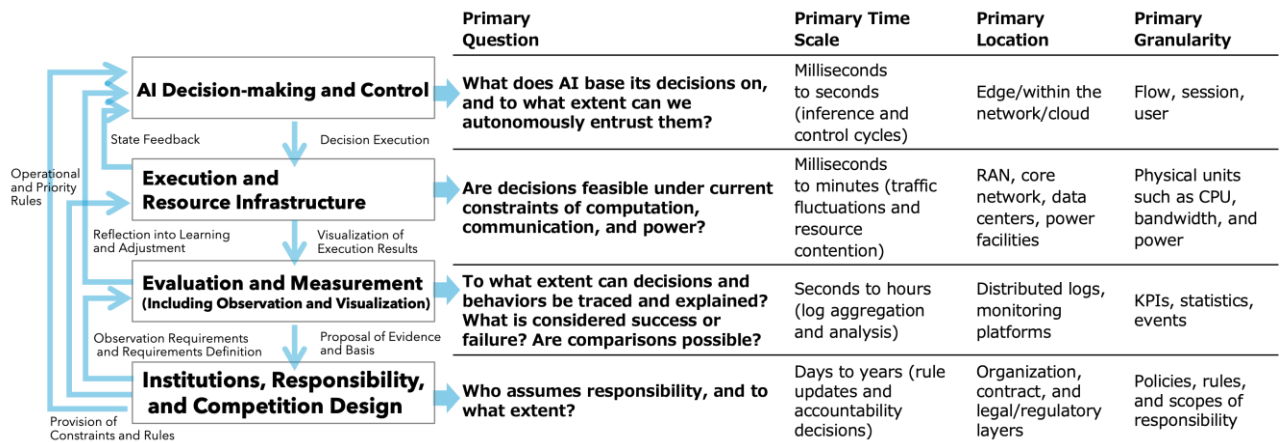 Primary
Question
Primary Time
Scale
Primary
Location
Primary
Granularity
AI Decision-making and Control
What does AI base its decisions on,
and to what extent can we
autonomously entrust them?
Milliseconds
to seconds
(inference and
control cycles)
Edge/within the
network/cloud
Flow, session,
user
State Feedback
Decision Execution
Operational
and Priority
Rules
Execution and
Resource Infrastructure
Are decisions feasible under current
constraints of computation,
communication, and power?
Milliseconds
to minutes (traffic
fluctuations and
resource
contention)
RAN, core
network, data
centers, power
facilities
Physical units
such as CPU,
bandwidth, and
power
Reflection into Learning
and Adjustment
Visualization of
Execution Results
Evaluation and Measurement
(Including Observation and Visualization)
To what extent can decisions and
behaviors be traced and explained?
What is considered success or
failure? Are comparisons possible?
Seconds to hours
(log aggregation
and analysis)
Distributed logs,
monitoring
platforms
KPIs, statistics,
events
Observation Requirements
and Requirements Definition
Proposal of Evidence
and Basis
Institutions, Responsibility,
and Competition Design
Who assumes responsibility, and to
what extent?
Days to years (rule
updates and
accountability
decisions)
Organization,
contract, and
legal/regulatory
layers
Policies, rules,
and scopes of
responsibility
Provision of
Constraints and Rules